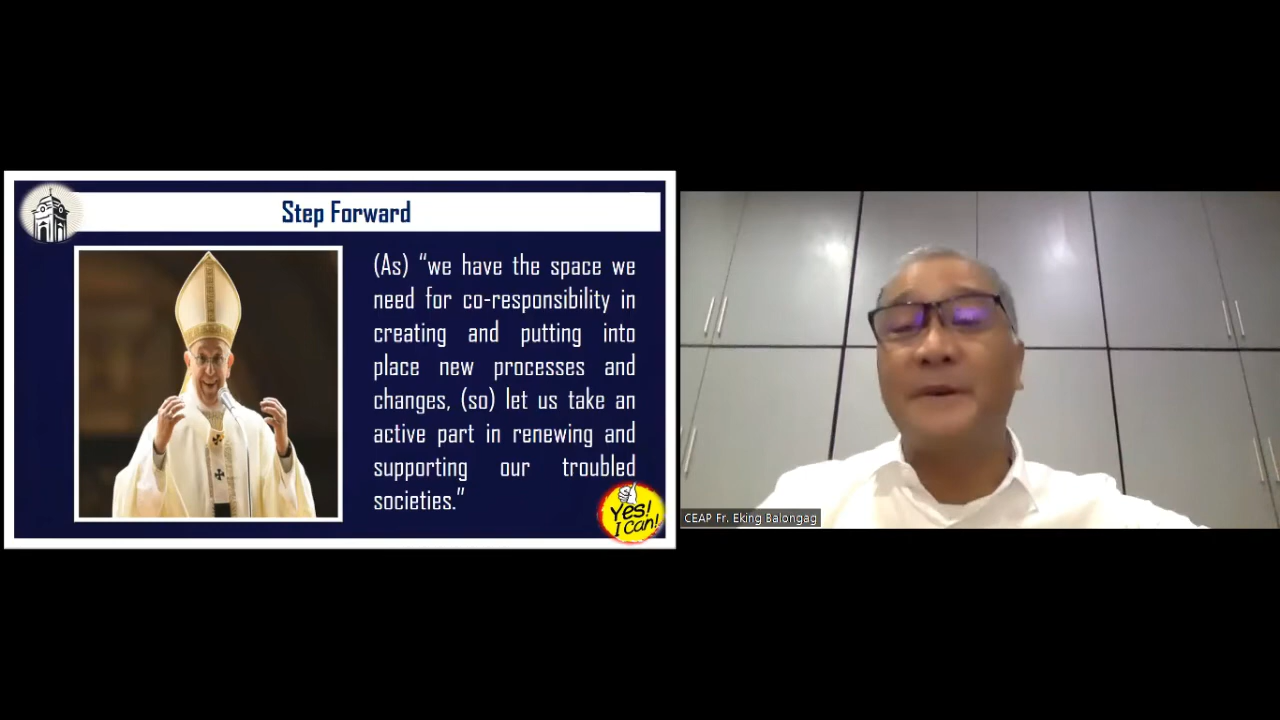 Step Forward
(As) “we have the space we
need for co-responsibility in
creating and putting into
place new processes and
changes, (so) let us take an
active part in renewing and
supporting our troubled
societies.”
Yes!
I can!
CEAP Fr. Eking Balongag